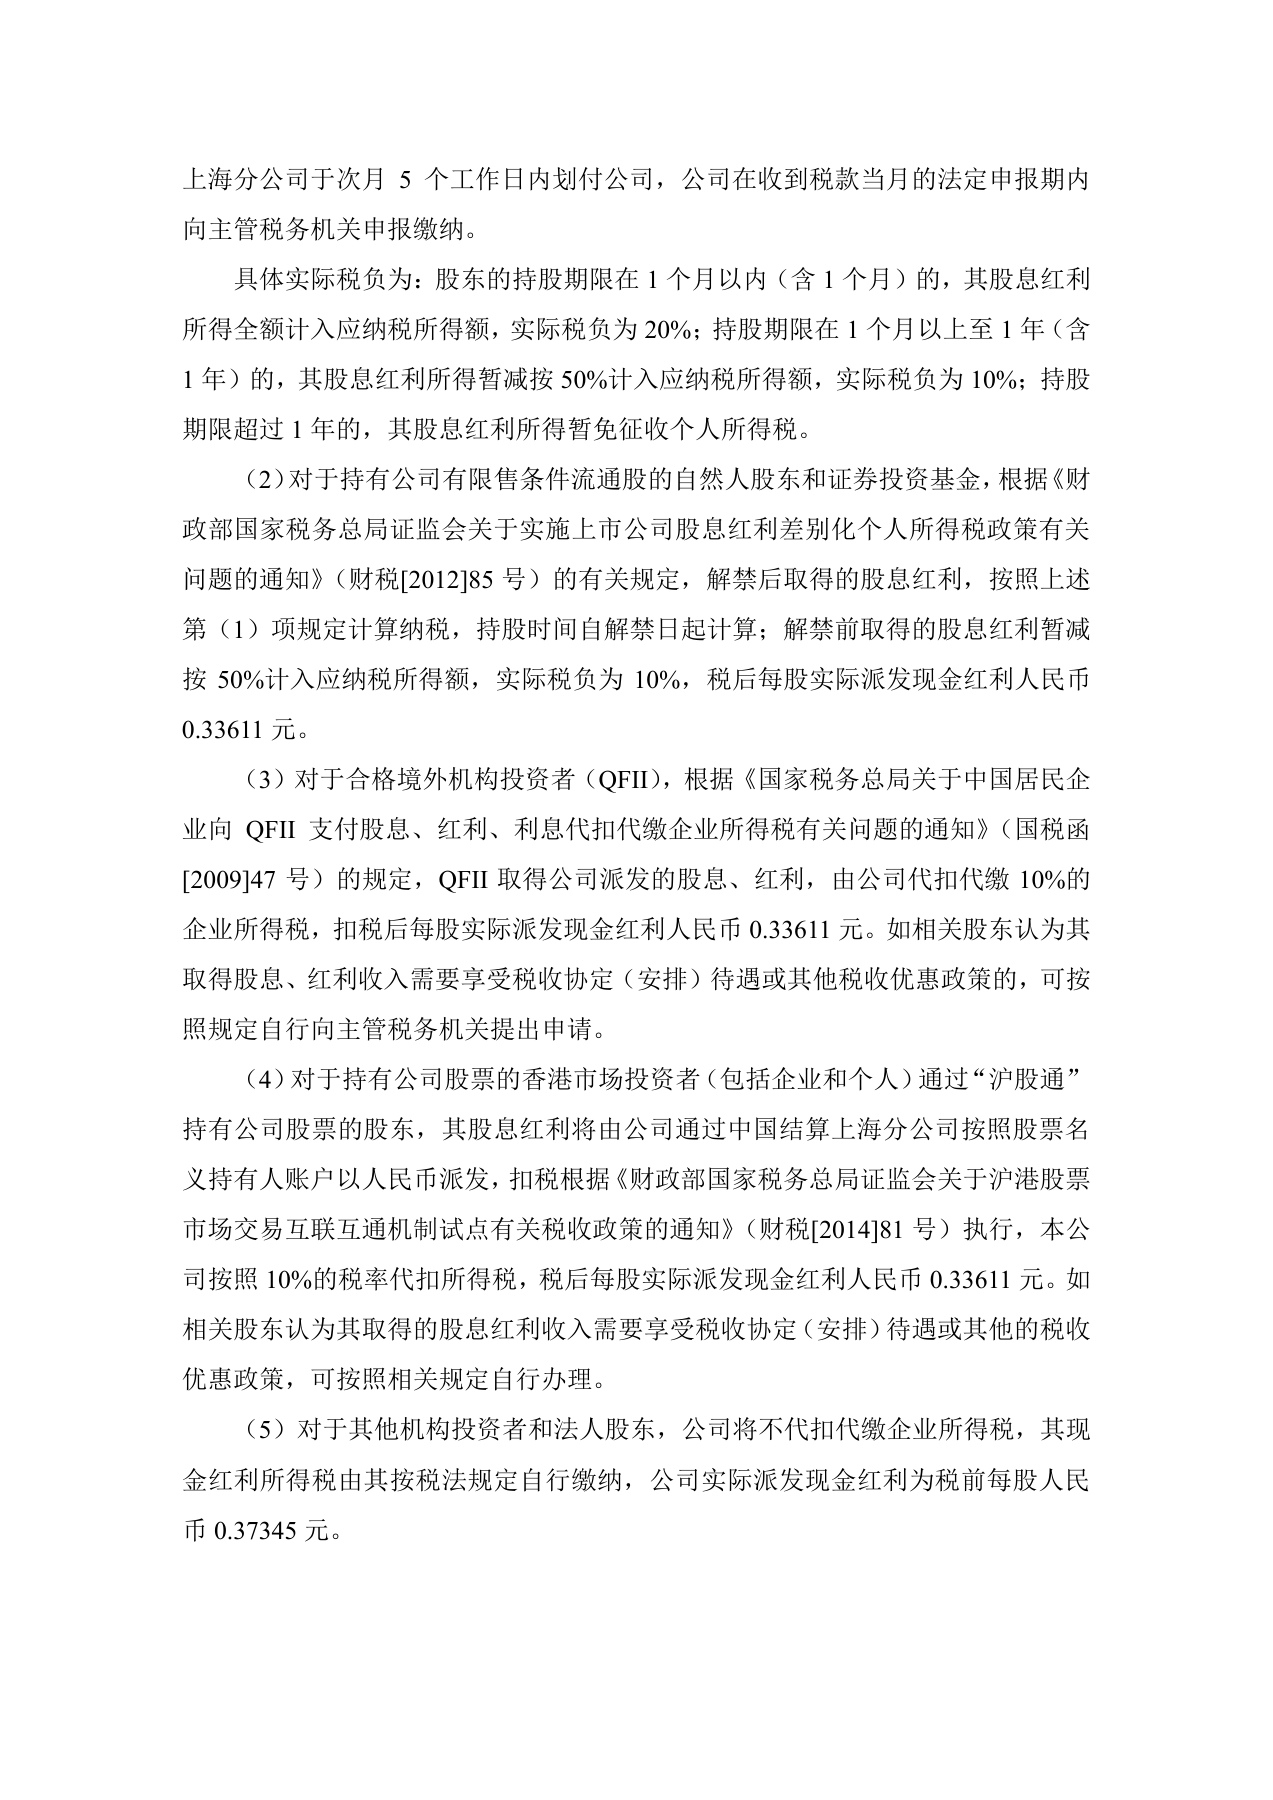 上海分公司于次月 5 个工作日内划付公司，公司在收到税款当月的法定申报期内
向主管税务机关申报缴纳。
具体实际税负为：股东的持股期限在 1 个月以内（含 1 个月）的，其股息红利
所得全额计入应纳税所得额，实际税负为 20%；持股期限在 1 个月以上至 1 年（含
1 年）的，其股息红利所得暂减按 50%计入应纳税所得额，实际税负为 10%；持股
期限超过 1 年的，其股息红利所得暂免征收个人所得税。
（2）对于持有公司有限售条件流通股的自然人股东和证券投资基金，根据《财
政部国家税务总局证监会关于实施上市公司股息红利差别化个人所得税政策有关
问题的通知》（财税[2012]85 号）的有关规定，解禁后取得的股息红利，按照上述
第（1）项规定计算纳税，持股时间自解禁日起计算；解禁前取得的股息红利暂减
按 50%计入应纳税所得额，实际税负为 10%，税后每股实际派发现金红利人民币
0.33611 元。
（3）对于合格境外机构投资者（QFII），根据《国家税务总局关于中国居民企
业向 QFII 支付股息、红利、利息代扣代缴企业所得税有关问题的通知》（国税函
[2009]47 号）的规定，QFII 取得公司派发的股息、红利，由公司代扣代缴 10%的
企业所得税，扣税后每股实际派发现金红利人民币 0.33611 元。如相关股东认为其
取得股息、红利收入需要享受税收协定（安排）待遇或其他税收优惠政策的，可按
照规定自行向主管税务机关提出申请。
（4）对于持有公司股票的香港市场投资者（包括企业和个人）通过“沪股通”
持有公司股票的股东，其股息红利将由公司通过中国结算上海分公司按照股票名
义持有人账户以人民币派发，扣税根据《财政部国家税务总局证监会关于沪港股票
市场交易互联互通机制试点有关税收政策的通知》（财税[2014]81 号）执行，本公
司按照 10%的税率代扣所得税，税后每股实际派发现金红利人民币 0.33611 元。如
相关股东认为其取得的股息红利收入需要享受税收协定（安排）待遇或其他的税收
优惠政策，可按照相关规定自行办理。
（5）对于其他机构投资者和法人股东，公司将不代扣代缴企业所得税，其现
金红利所得税由其按税法规定自行缴纳，公司实际派发现金红利为税前每股人民
币 0.37345 元。